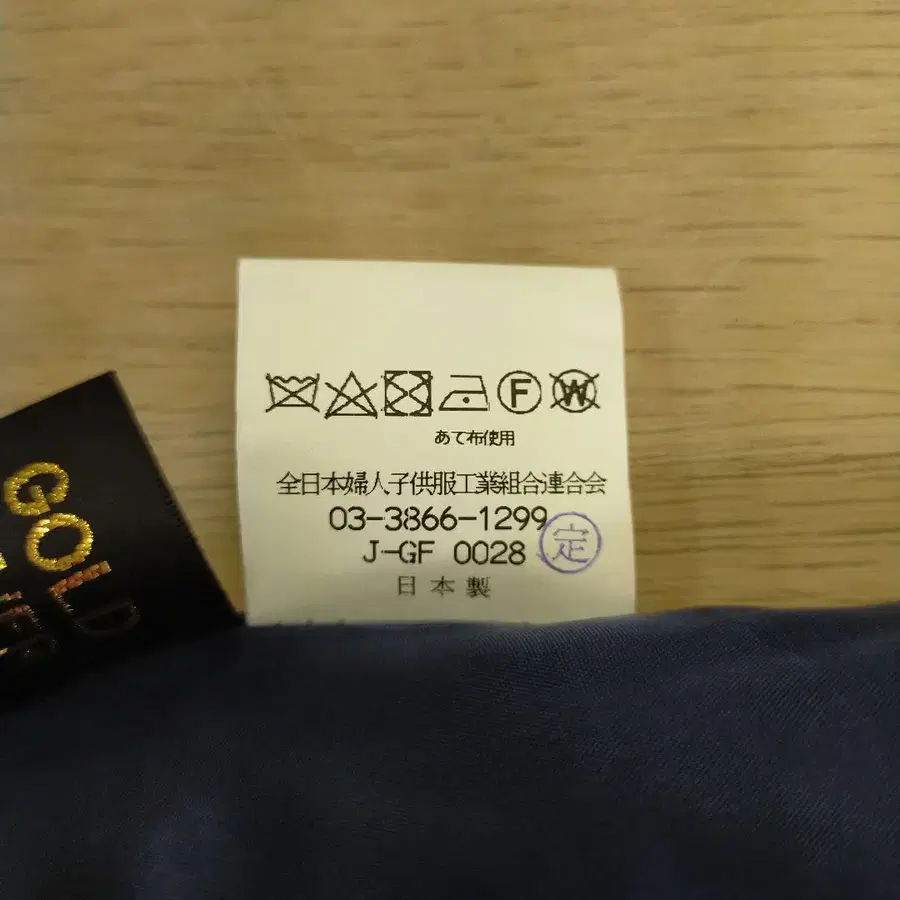 F W
あて布使用
全日本婦人子供服工業組合連合会
03-3866-1299
J-GF 0028
定
日本製
GOLD